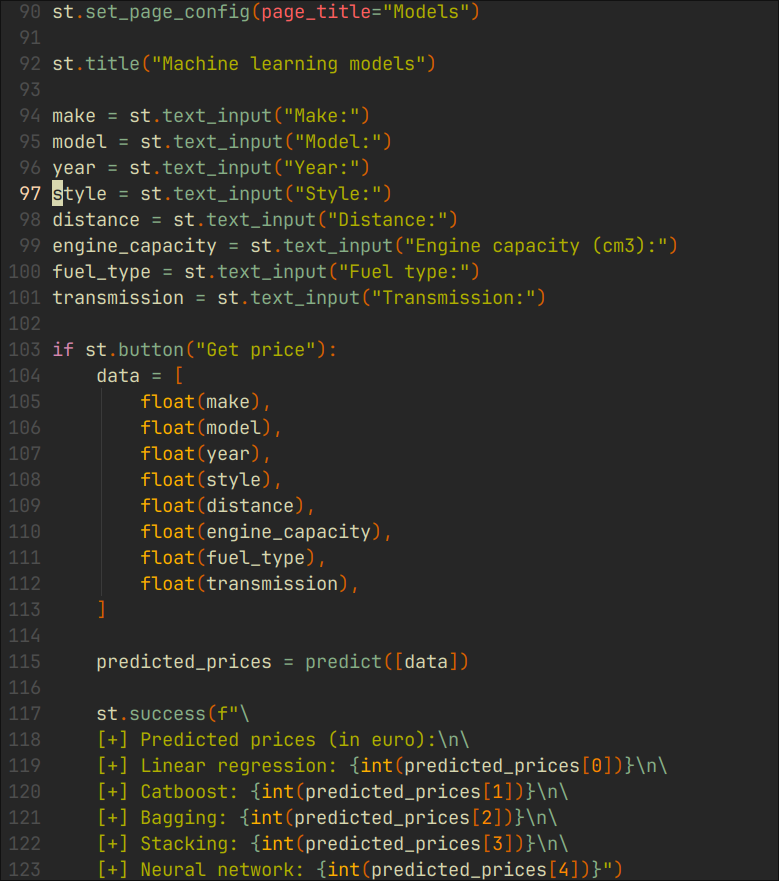 90 st.set_page_config(page_title="Models")
91
92 st.title("Machine learning models")
93
94 make = st.text_input("Make:")
95 model = st.text_input("Model:")
96 year = st.text_input("Year:")
97 style = st.text_input("Style:")
98 distance = st.text_input("Distance:")
99 engine_capacity = st.text_input("Engine capacity (cm3):")
100 fuel_type = st.text_input("Fuel type:")
101 transmission = st.text_input("Transmission:")
102
103 if st.button("Get price"):
104     data = [
105         float(make),
106         float(model),
107         float(year),
108         float(style),
109         float(distance),
110         float(engine_capacity),
111         float(fuel_type),
112         float(transmission),
113     ]
114
115     predicted_prices = predict([data])
116
117     st.success(f"\
118     [+] Predicted prices (in euro):\n\
119     [+] Linear regression: {int(predicted_prices[0])}\n\
120     [+] Catboost: {int(predicted_prices[1])}\n\
121     [+] Bagging: {int(predicted_prices[2])}\n\
122     [+] Stacking: {int(predicted_prices[3])}\n\
123     [+] Neural network: {int(predicted_prices[4])}")